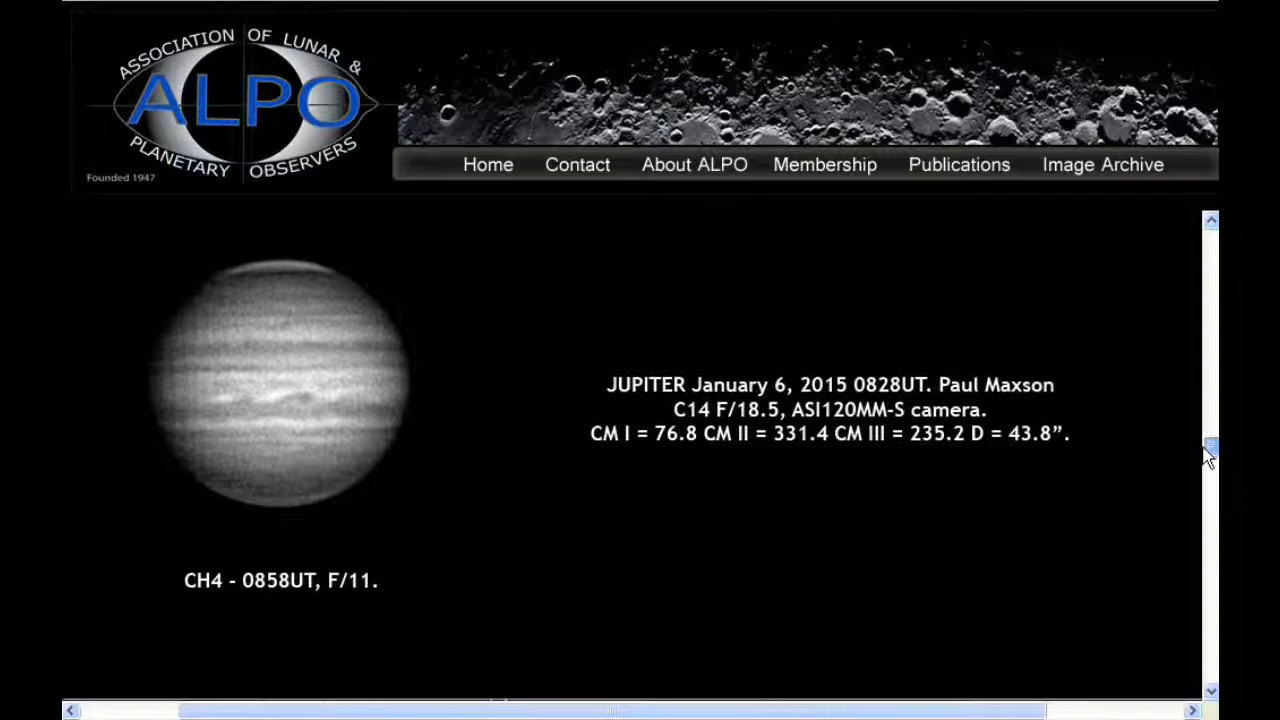 ASSOCIATION OF LUNAR &
ALPO
PLANETARY OBSERVERS
Founded 1947
Home Contact About ALPO Membership Publications Image Archive
JUPITER January 6, 2015 0828UT. Paul Maxson
C14 F/18.5, ASI120MM-S camera.
CM I = 76.8 CM II = 331.4 CM III = 235.2 D = 43.8”.
CH4 - 0858UT, F/11.